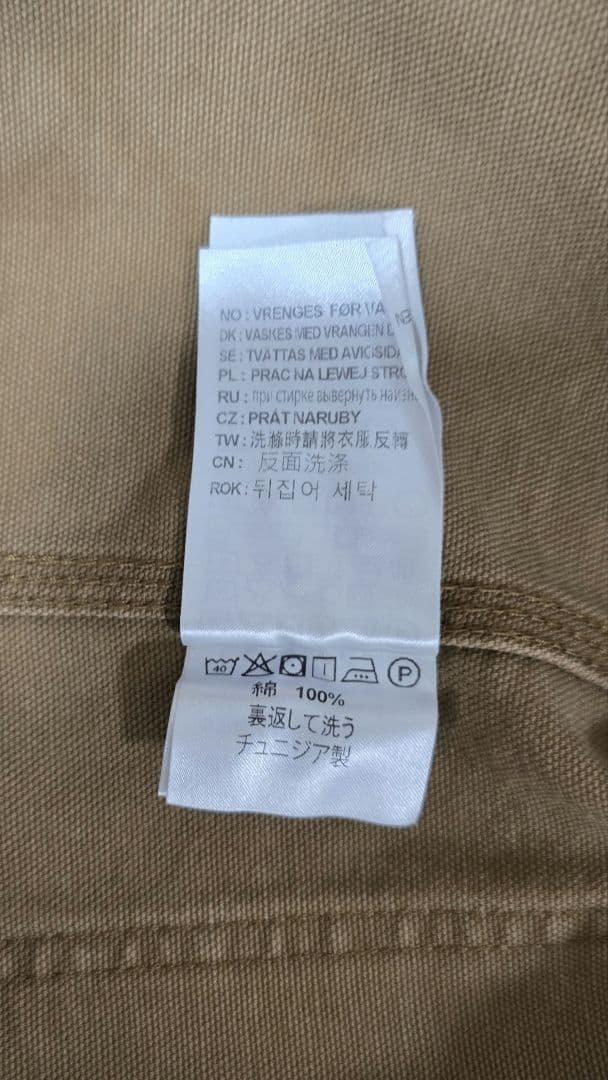 NO : VRENGES FØR VA
DK : VASKES MED VRANGEN
SE : TVÄTTAS MED AVIGSIDA
PL : PRAC NA LEWEJ STRO
RU : при стирке вывернуть наизн
CZ : PRÁT NARUBY
TW : 洗滌時請將衣服反轉
CN : 反面洗涤
ROK : 뒤집어 세탁
40 P
綿 100%
裏返して洗う
チュニジア製